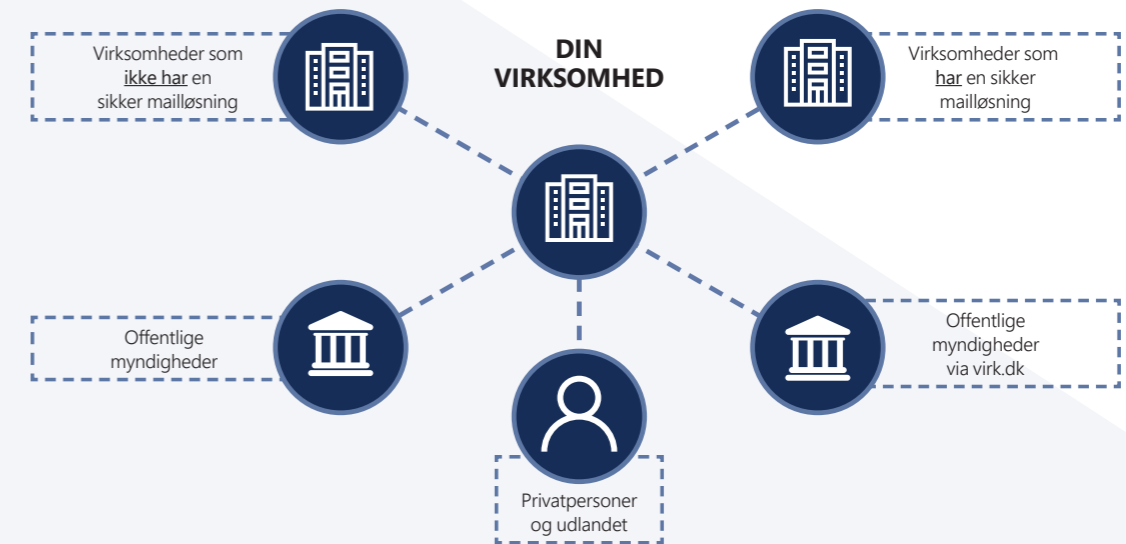 Virksomheder som
ikke har en
sikker mailløsning
DIN
VIRKSOMHED
Virksomheder som
har en sikker
mailløsning
Offentlige
myndigheder
Offentlige
myndigheder
via virk.dk
Privatpersoner
og udlandet